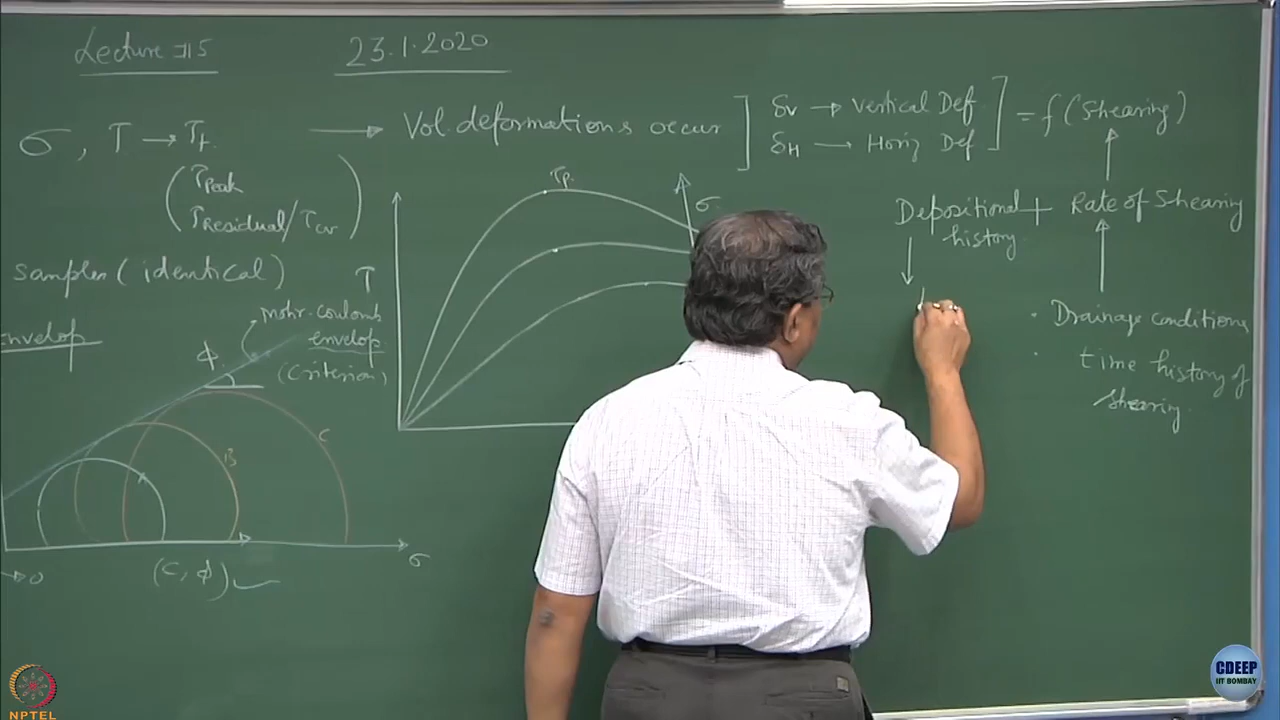 Lecture #15
23.1.2020
σ, τ → τf
(τPeak
τResidual/τcv)
samples (identical)
envelop
→ Vol. deformations occur
δv → Vertical Def
δH → Horiz Def
= f (Shearing)
Depositional + Rate of Shearing
history
· Drainage conditions
· time history of
shearing
τ
τp
σ
Mohr-Coulomb
envelop
(Criterion)
ϕ
B
C
σ
(c, ϕ) ✓
NPTEL
CDEEP
IIT BOMBAY